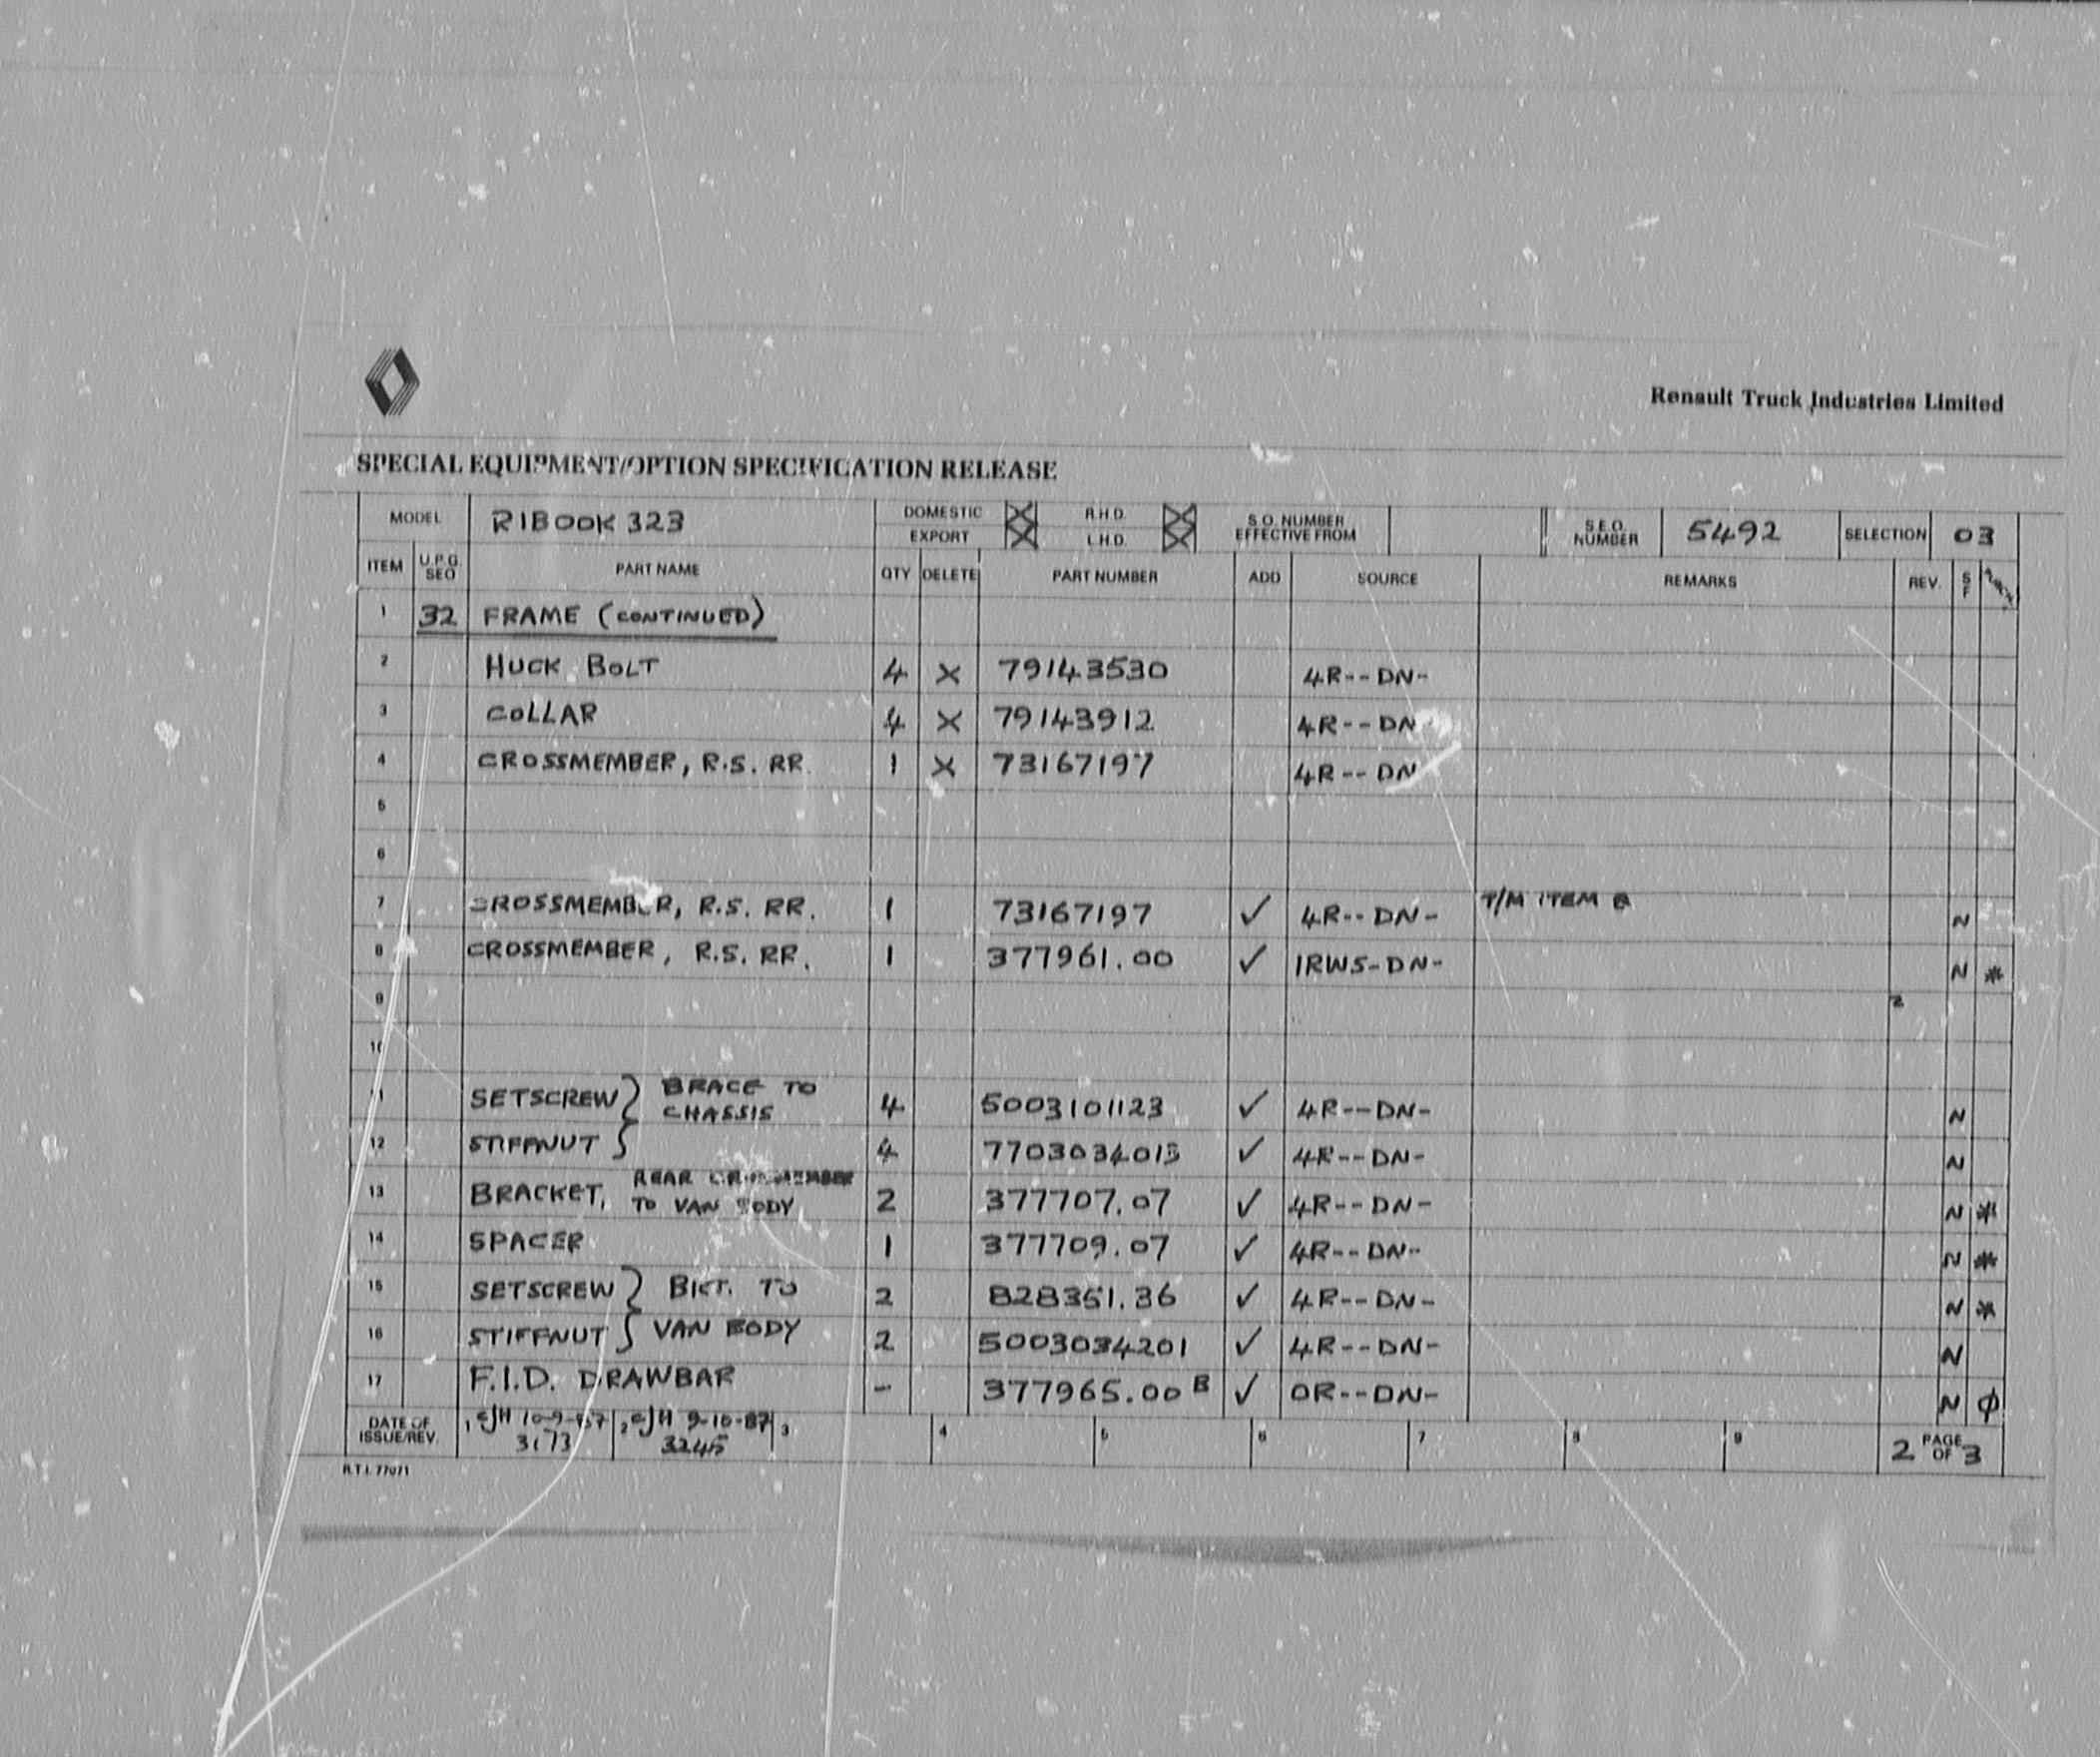 Renault Truck Industries Limited
SPECIAL EQUIPMENT/OPTION SPECIFICATION RELEASE
MODEL R1BOOK 323 DOMESTIC EXPORT R.H.D. L.H.D. S.O. NUMBER EFFECTIVE FROM S.E.O. NUMBER 5492 SELECTION 03
ITEM U.P.G. SEQ PART NAME QTY DELETE PART NUMBER ADD SOURCE REMARKS REV. S F
1 32 FRAME (CONTINUED)
2 HUCK BOLT 4 X 79143530 4R--DN-
3 COLLAR 4 X 79143912 4R--DN
4 CROSSMEMBER, R.S. RR. 1 X 73167197 4R--DN
5
6
7 CROSSMEMBER, R.S. RR. 1 73167197 ✓ 4R--DN- T/M ITEM 8 N
8 CROSSMEMBER, R.S. RR. 1 377961.00 ✓ 1RWS-DN- N *
9 2
10
11 SETSCREW } BRACE TO CHASSIS 4 5003101123 ✓ 4R--DN- N
12 STIFFNUT } 4 7703034015 ✓ 4R--DN- N
13 BRACKET, REAR CROSSMEMBER TO VAN BODY 2 377707.07 ✓ 4R--DN- N *
14 SPACER 1 377709.07 ✓ 4R--DN- N *
15 SETSCREW } BKT. TO 2 828351.36 ✓ 4R--DN- N *
16 STIFFNUT } VAN BODY 2 5003034201 ✓ 4R--DN- N
17 F.I.D. DRAWBAR - 377965.00 B ✓ 0R--DN- N ϕ
DATE OF ISSUE/REV. 1 CJH 10-9-87 3173 2 CJH 9-10-87 3245 3 4 5 6 7 8 9 2 PAGE OF 3
R.T.I. 77071